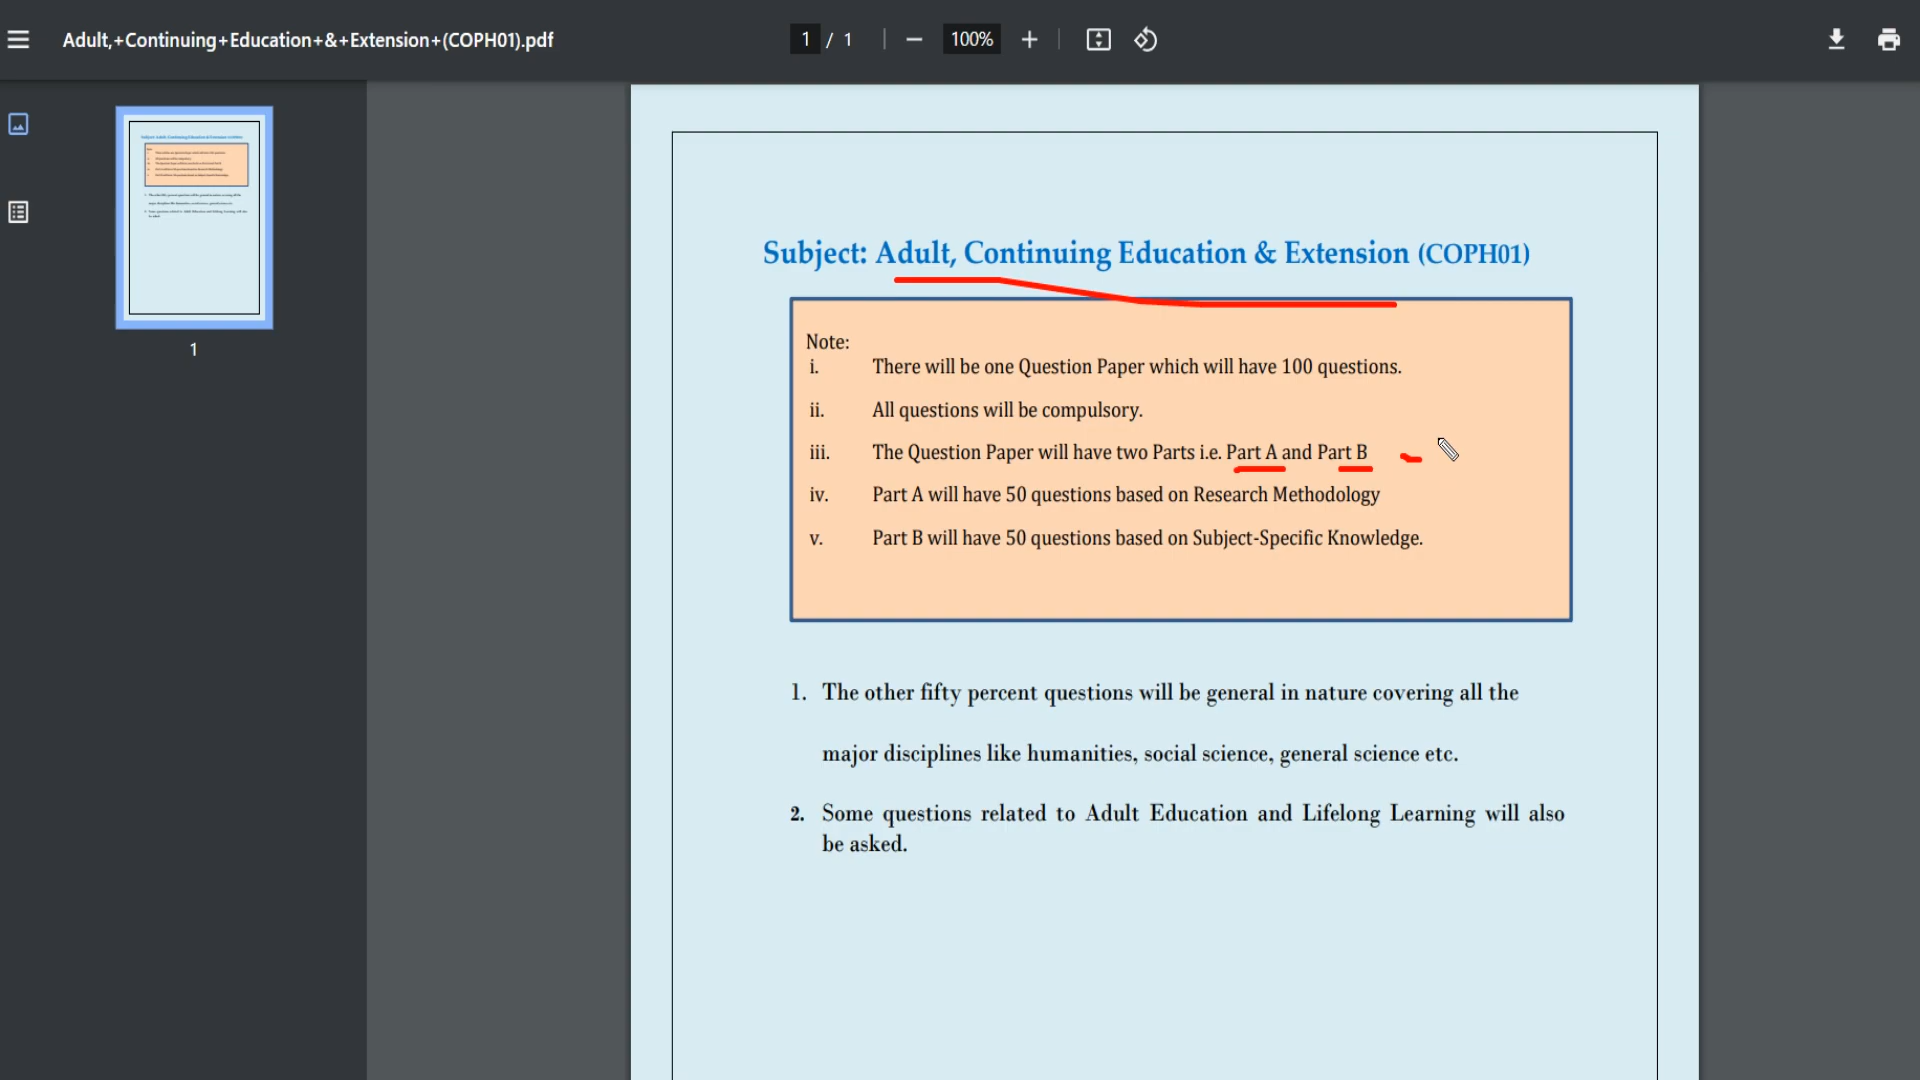 Adult,+Continuing+Education+&+Extension+(COPH01).pdf
1 / 1
100%
1
Subject: Adult, Continuing Education & Extension (COPH01)
Note:
i. There will be one Question Paper which will have 100 questions.
ii. All questions will be compulsory.
iii. The Question Paper will have two Parts i.e. Part A and Part B
iv. Part A will have 50 questions based on Research Methodology
v. Part B will have 50 questions based on Subject-Specific Knowledge.
1. The other fifty percent questions will be general in nature covering all the
major disciplines like humanities, social science, general science etc.
2. Some questions related to Adult Education and Lifelong Learning will also
be asked.